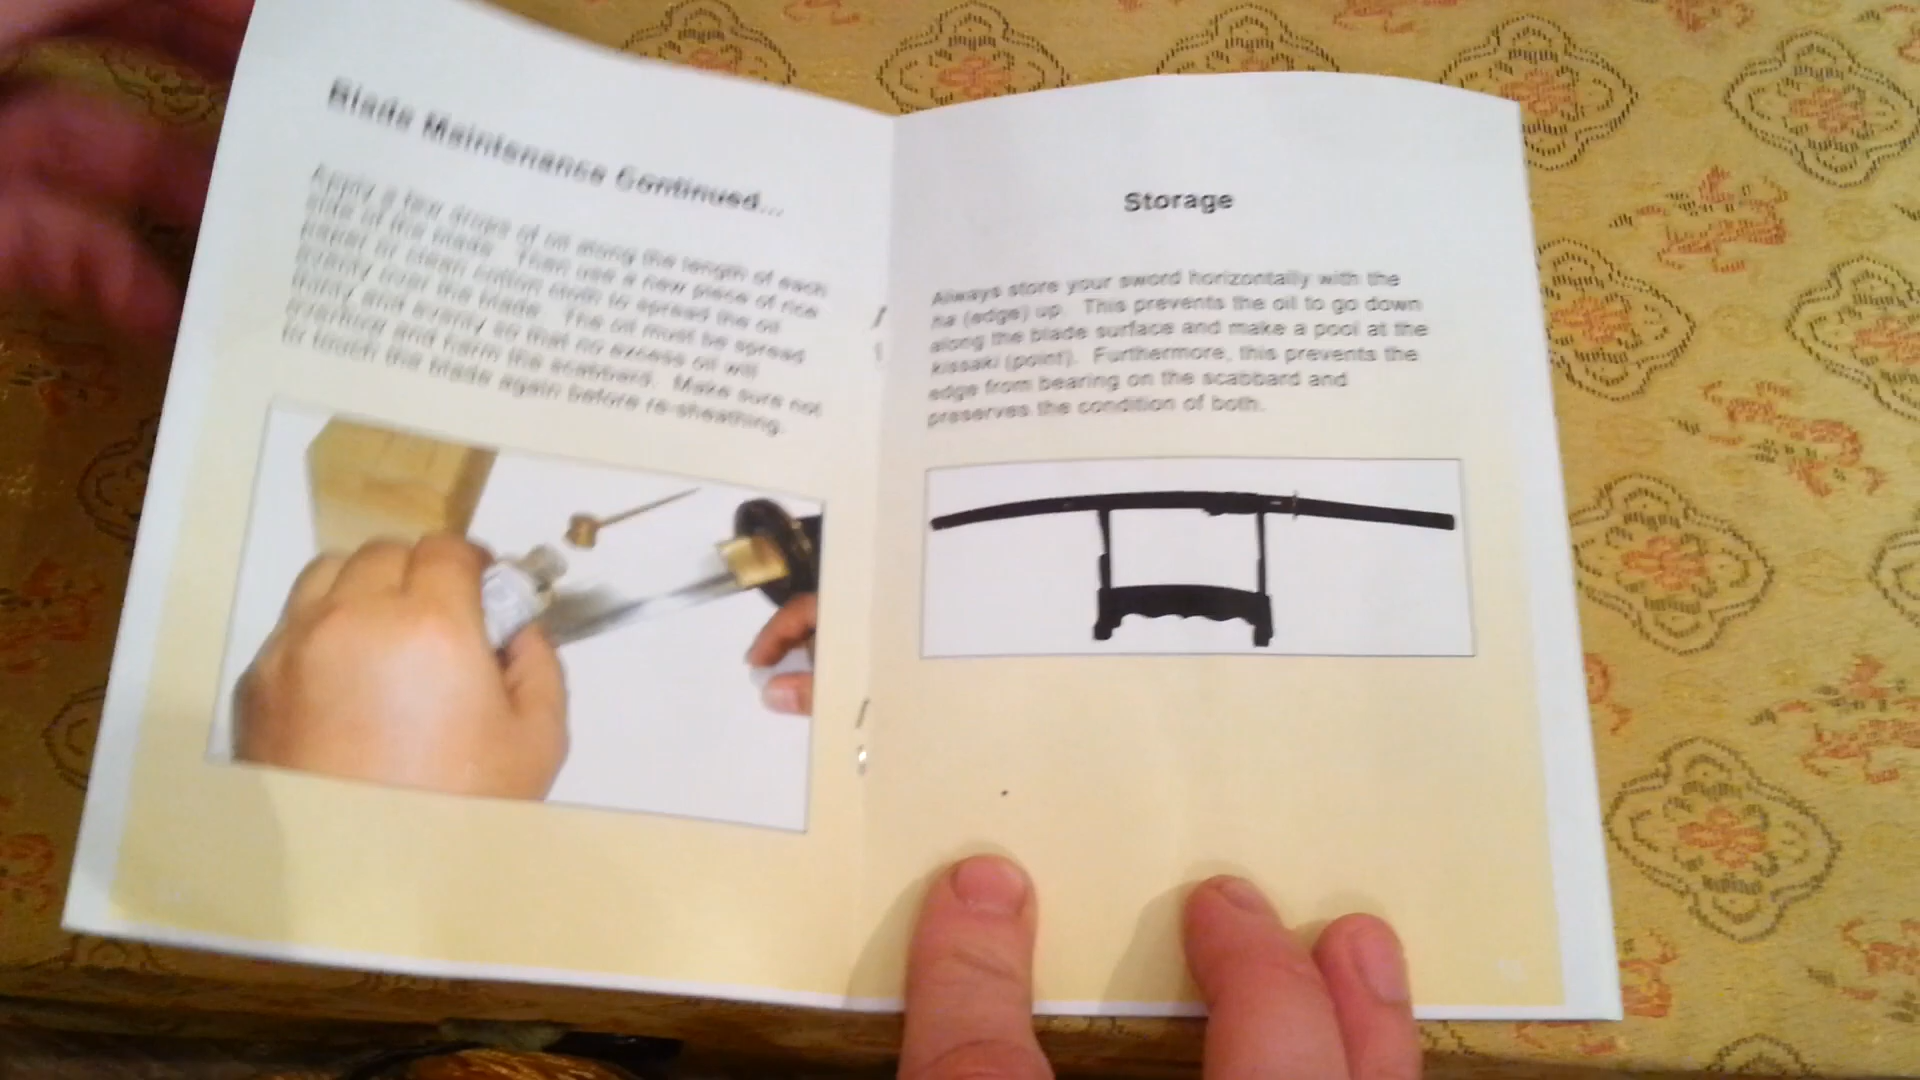 Blade Maintenance Continued...
Apply a few drops of oil along the length of each
side of the blade. Then use a new piece of rice
paper or clean cotton cloth to spread the oil
evenly over the blade. The oil must be spread
thinly and evenly so that no excess oil will
overflow and harm the scabbard. Make sure not
to touch the blade again before re-sheathing.
Storage
Always store your sword horizontally with the
ha (edge) up. This prevents the oil to go down
along the blade surface and make a pool at the
kissaki (point). Furthermore, this prevents the
edge from bearing on the scabbard and
preserves the condition of both.